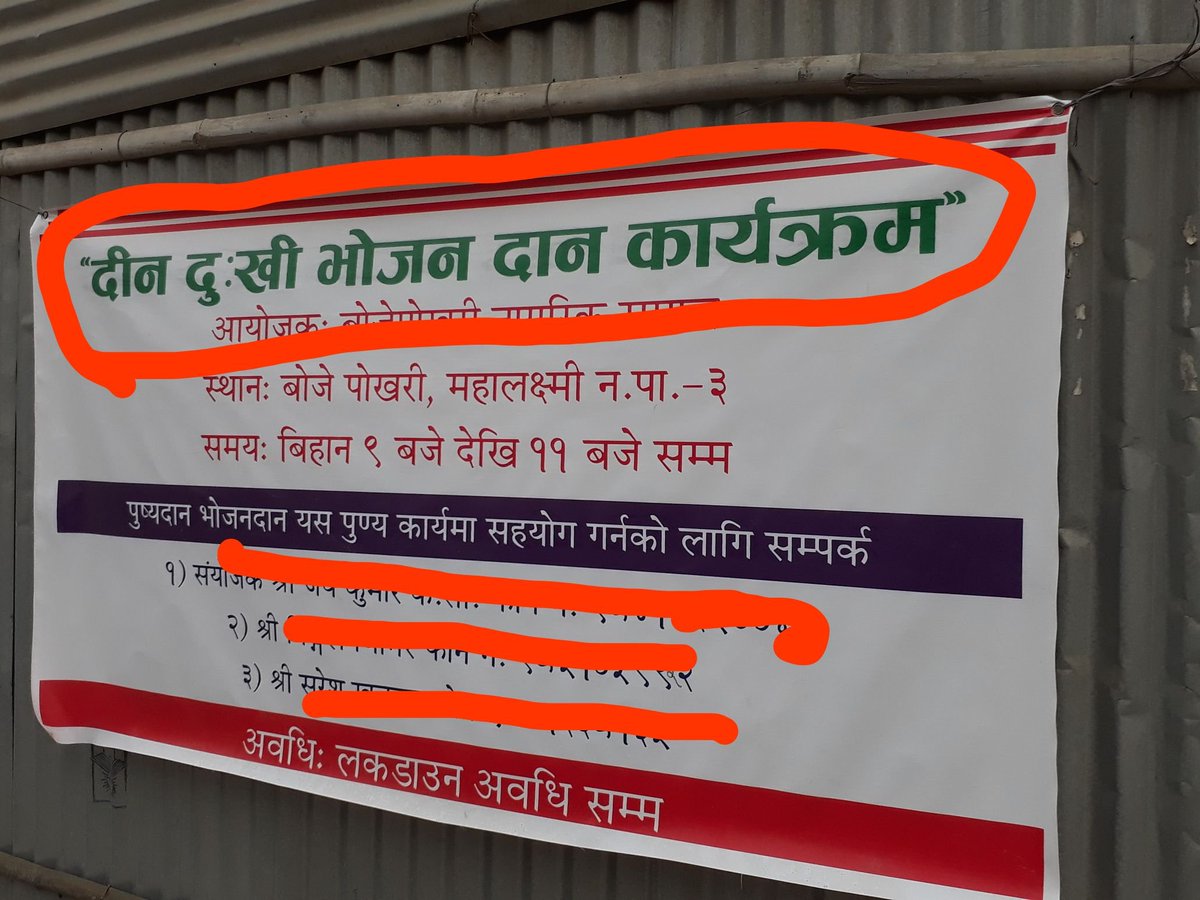 “दीन दुःखी भोजन दान कार्यक्रम”
आयोजकः
स्थानः बोजे पोखरी, महालक्ष्मी न.पा.-३
समयः बिहान ९ बजे देखि ११ बजे सम्म
पुष्यदान भोजनदान यस पुण्य कार्यमा सहयोग गर्नको लागि सम्पर्क
१) संयोजक श्री
२) श्री
३) श्री सुरेश
अवधिः लकडाउन अवधि सम्म